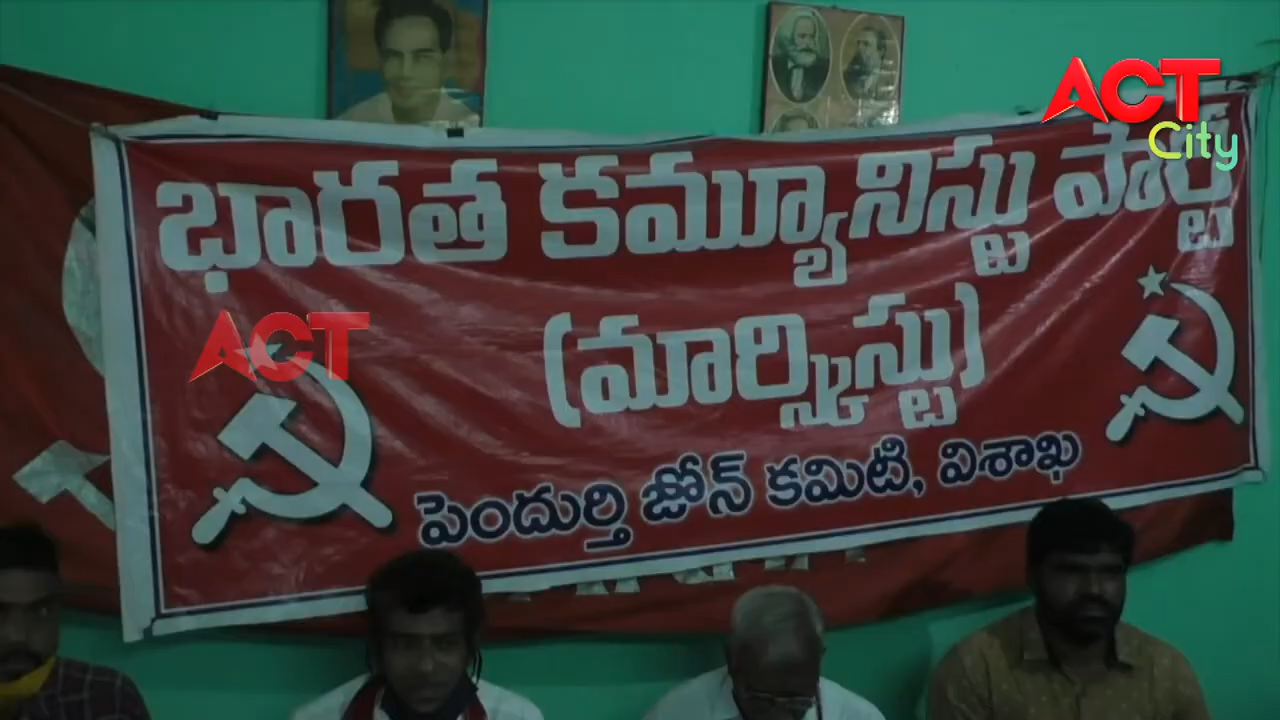 ACT
City
భారత కమ్యూనిస్టు పార్టీ
(మార్క్సిస్టు)
ACT
పెందుర్తి జోన్ కమిటి, విశాఖ